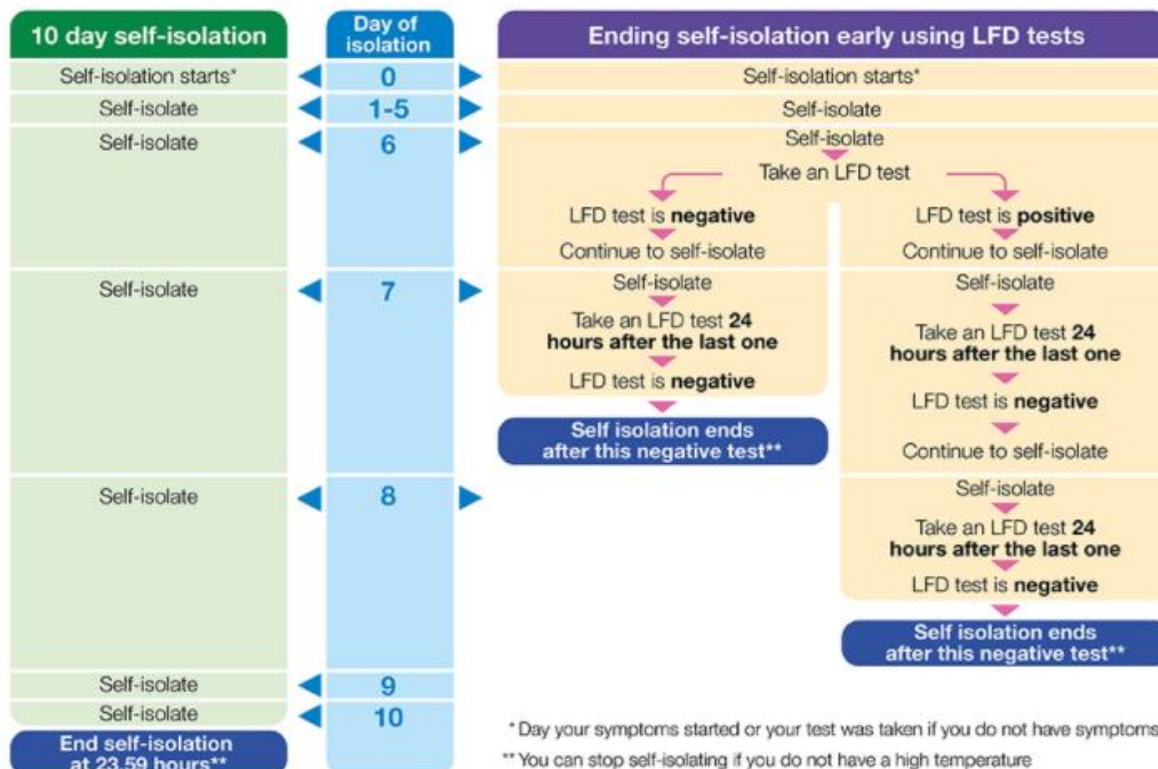 10 day self-isolation
Day of
isolation
Ending self-isolation early using LFD tests
Self-isolation starts*
0
Self-isolation starts*
Self-isolate
1-5
Self-isolate
Self-isolate
6
Self-isolate
Take an LFD test
LFD test is negative
LFD test is positive
Continue to self-isolate
Continue to self-isolate
Self-isolate
7
Self-isolate
Self-isolate
Take an LFD test 24
hours after the last one
LFD test is negative
Self isolation ends
after this negative test**
Take an LFD test 24
hours after the last one
LFD test is negative
Continue to self-isolate
Self-isolate
8
Self-isolate
Take an LFD test 24
hours after the last one
LFD test is negative
Self isolation ends
after this negative test**
Self-isolate
9
Self-isolate
10
End self-isolation
at 23.59 hours**
* Day your symptoms started or your test was taken if you do not have symptoms
** You can stop self-isolating if you do not have a high temperature